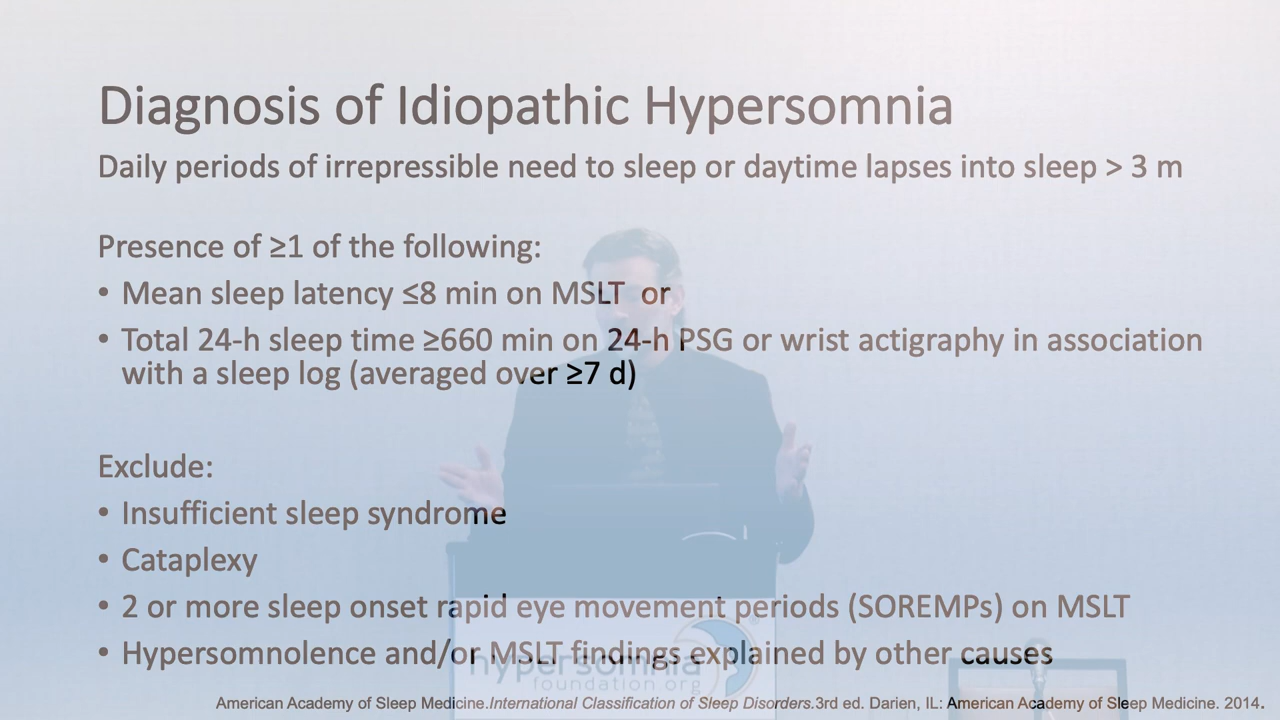 Diagnosis of Idiopathic Hypersomnia
Daily periods of irrepressible need to sleep or daytime lapses into sleep > 3 m
Presence of ≥1 of the following:
• Mean sleep latency ≤8 min on MSLT or
• Total 24-h sleep time ≥660 min on 24-h PSG or wrist actigraphy in association
with a sleep log (averaged over ≥7 d)
Exclude:
• Insufficient sleep syndrome
• Cataplexy
• 2 or more sleep onset rapid eye movement periods (SOREMPs) on MSLT
• Hypersomnolence and/or MSLT findings explained by other causes
hypersomnia
foundation.org
American Academy of Sleep Medicine.International Classification of Sleep Disorders.3rd ed. Darien, IL: American Academy of Sleep Medicine. 2014.